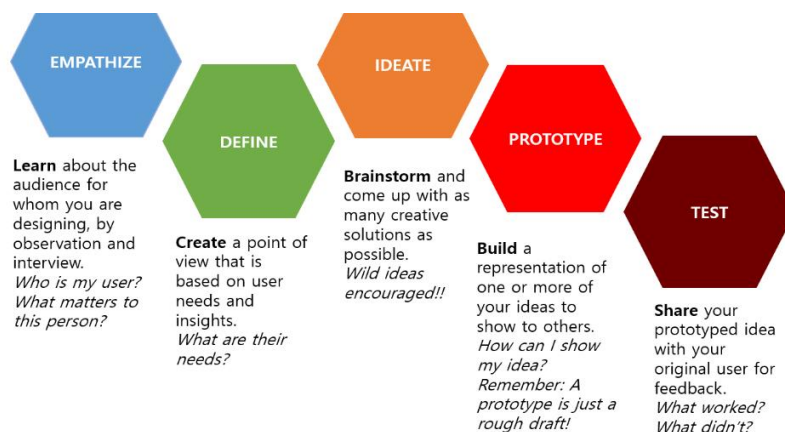 EMPATHIZE
Learn about the
audience for
whom you are
designing, by
observation and
interview.
Who is my user?
What matters to
this person?
DEFINE
Create a point of
view that is
based on user
needs and
insights.
What are their
needs?
IDEATE
Brainstorm and
come up with as
many creative
solutions as
possible.
Wild ideas
encouraged!!
PROTOTYPE
Build a
representation of
one or more of
your ideas to
show to others.
How can I show
my idea?
Remember: A
prototype is just a
rough draft!
TEST
Share your
prototyped idea
with your
original user for
feedback.
What worked?
What didn't?